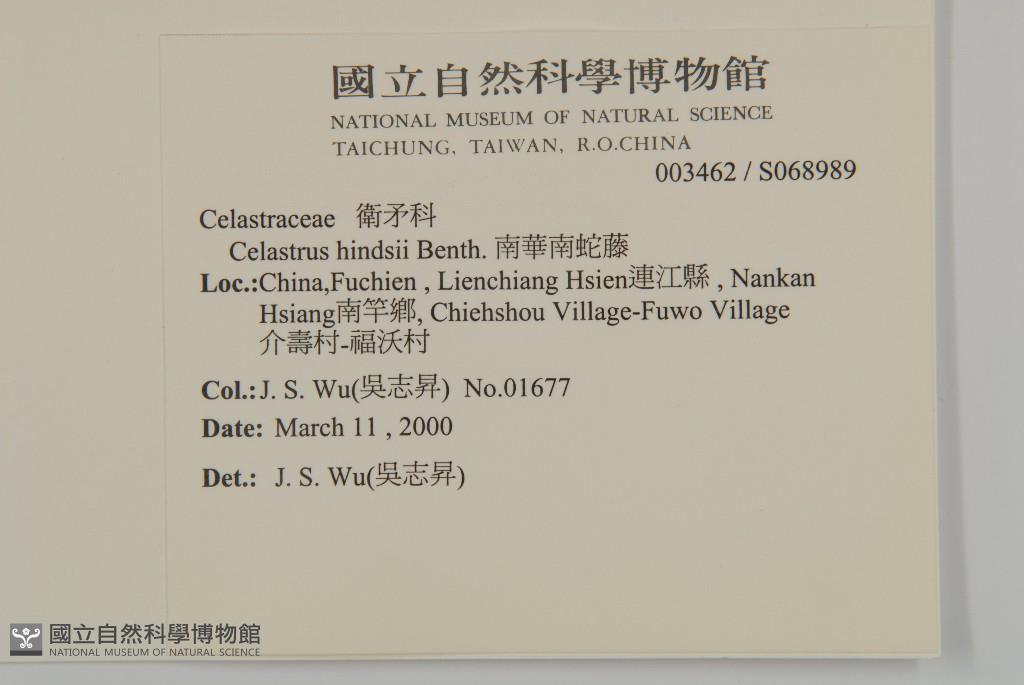 國立自然科學博物館
NATIONAL MUSEUM OF NATURAL SCIENCE
TAICHUNG, TAIWAN, R.O.CHINA
003462 / S068989
Celastraceae 衛矛科
Celastrus hindsii Benth. 南華南蛇藤
Loc.:China,Fuchien , Lienchiang Hsien連江縣 , Nankan
Hsiang南竿鄉, Chiehshou Village-Fuwo Village
介壽村-福沃村
Col.:J. S. Wu(吳志昇) No.01677
Date: March 11 , 2000
Det.: J. S. Wu(吳志昇)
國立自然科學博物館
NATIONAL MUSEUM OF NATURAL SCIENCE